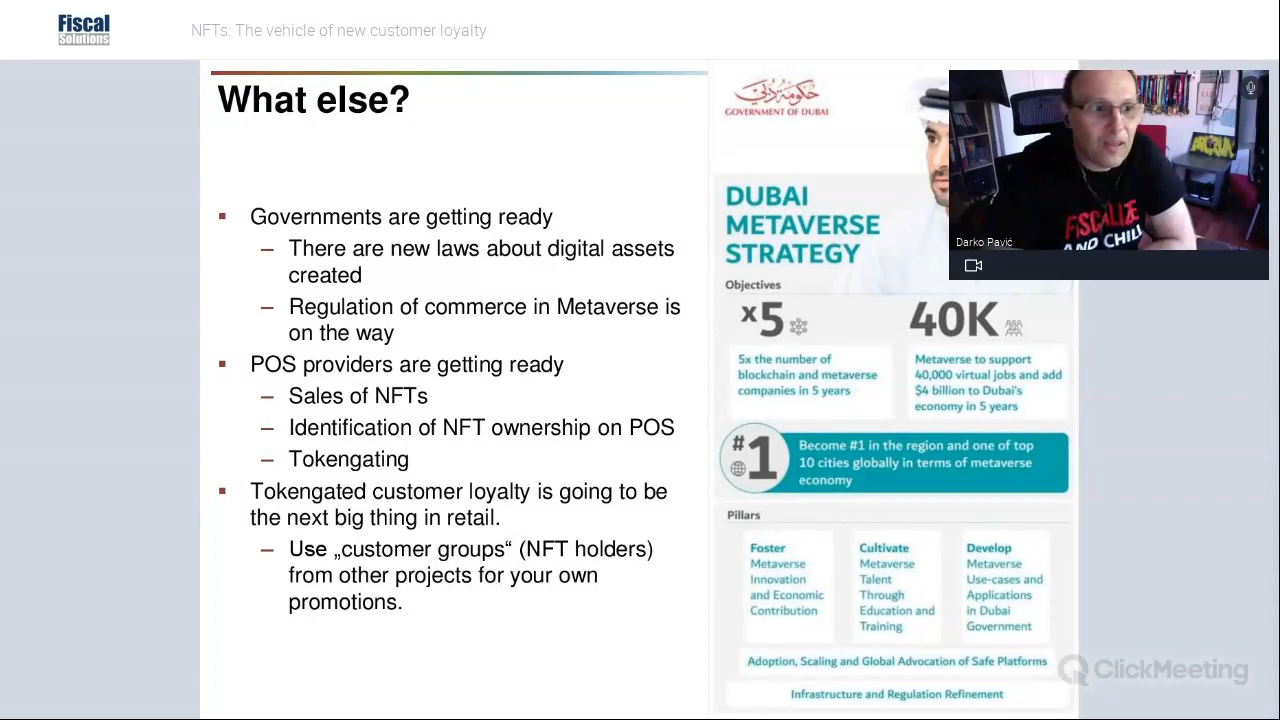 Fiscal
Solutions
NFTs: The vehicle of new customer loyalty
What else?
▪ Governments are getting ready
– There are new laws about digital assets
created
– Regulation of commerce in Metaverse is
on the way
▪ POS providers are getting ready
– Sales of NFTs
– Identification of NFT ownership on POS
– Tokengating
▪ Tokengated customer loyalty is going to be
the next big thing in retail.
– Use „customer groups“ (NFT holders)
from other projects for your own
promotions.
حكومة دبي
GOVERNMENT OF DUBAI
DUBAI
METAVERSE
STRATEGY
Objectives
x5
5x the number of
blockchain and metaverse
companies in 5 years
40K
Metaverse to support
40,000 virtual jobs and add
$4 billion to Dubai's
economy in 5 years
#1
Become #1 in the region and one of top
10 cities globally in terms of metaverse
economy
Pillars
Foster
Metaverse
Innovation
and Economic
Contribution
Cultivate
Metaverse
Talent
Through
Education and
Training
Develop
Metaverse
Use-cases and
Applications
in Dubai
Government
Adoption, Scaling and Global Advocation of Safe Platforms
Infrastructure and Regulation Refinement
FISCALIZE
AND CHILL
Darko Pavić
ClickMeeting